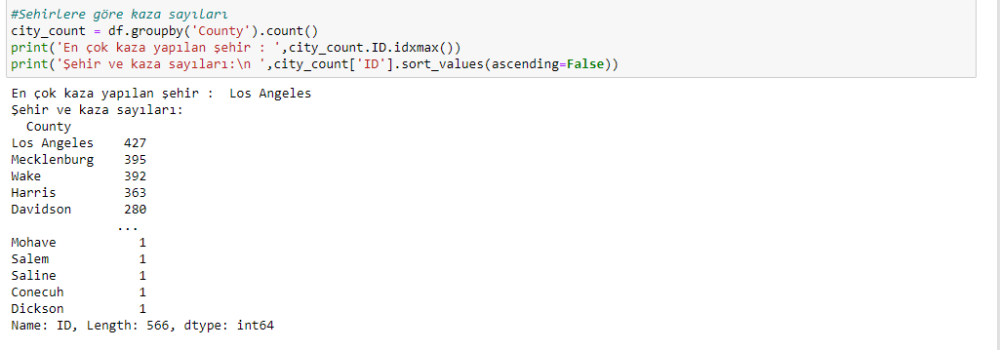 #Sehirlere göre kaza sayıları
city_count = df.groupby('County').count()
print('En çok kaza yapılan şehir : ',city_count.ID.idxmax())
print('Şehir ve kaza sayıları:\n ',city_count['ID'].sort_values(ascending=False))
En çok kaza yapılan şehir :  Los Angeles
Şehir ve kaza sayıları:
  County
Los Angeles    427
Mecklenburg    395
Wake           392
Harris         363
Davidson       280
              ...
Mohave           1
Salem            1
Saline           1
Conecuh          1
Dickson          1
Name: ID, Length: 566, dtype: int64